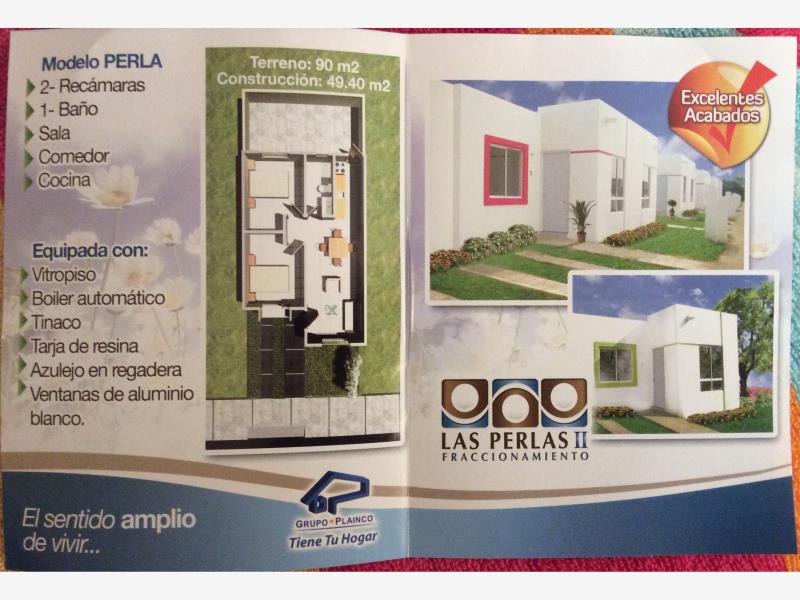 Modelo PERLA
2- Recámaras
1- Baño
Sala
Comedor
Cocina
Equipada con:
Vitropiso
Boiler automático
Tinaco
Tarja de resina
Azulejo en regadera
Ventanas de aluminio
blanco.
El sentido amplio
de vivir...
Terreno: 90 m2
Construcción: 49.40 m2
GRUPO PLAINCO
Tiene Tu Hogar
Excelentes
Acabados
LAS PERLAS II
FRACCIONAMIENTO